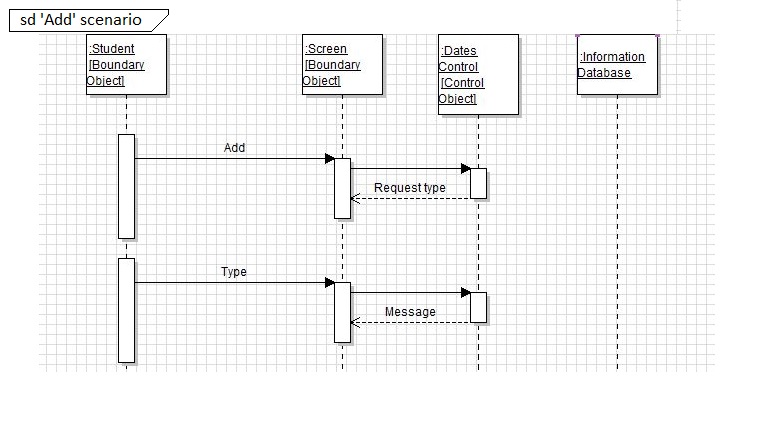 sd 'Add' scenario
:Student
[Boundary
Object]
:Screen
[Boundary
Object]
:Dates
Control
[Control
Object]
:Information
Database
Add
Request type
Type
Message